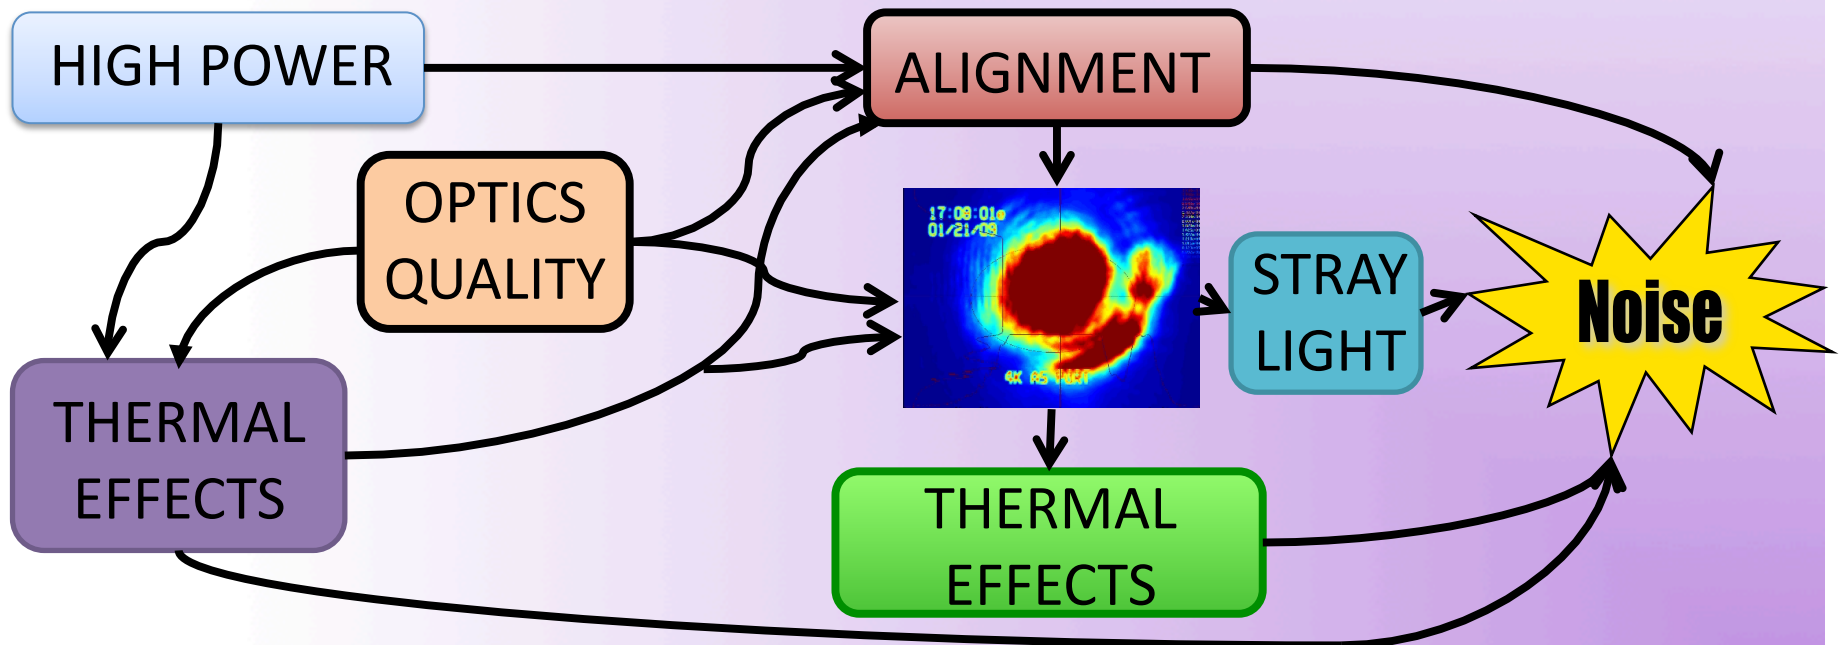 HIGH POWER
ALIGNMENT
OPTICS
QUALITY
17:08:01
01/21/09
STRAY
LIGHT
Noise
THERMAL
EFFECTS
THERMAL
EFFECTS